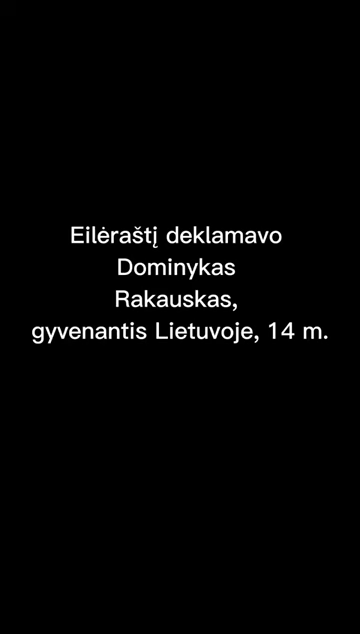 Eilėraštį deklamavo
Dominykas
Rakauskas,
gyvenantis Lietuvoje, 14 m.